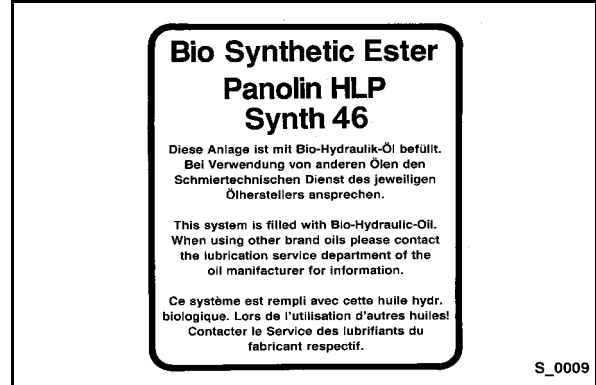 Bio Synthetic Ester
Panolin HLP
Synth 46
Diese Anlage ist mit Bio-Hydraulik-Öl befüllt.
Bei Verwendung von anderen Ölen den
Schmiertechnischen Dienst des jeweiligen
Ölherstellers ansprechen.
This system is filled with Bio-Hydraulic-Oil.
When using other brand oils please contact
the lubrication service department of the
oil manifacturer for information.
Ce système est rempli avec cette huile hydr.
biologique. Lors de l'utilisation d'autres huiles!
Contacter le Service des lubrifiants du
fabricant respectif.
S_0009